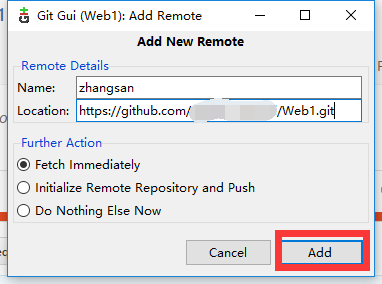 Git Gui (Web1): Add Remote
Add New Remote
Remote Details
Name: zhangsan
Location: https://github.com/ /Web1.git
Further Action
Fetch Immediately
Initialize Remote Repository and Push
Do Nothing Else Now
Cancel Add